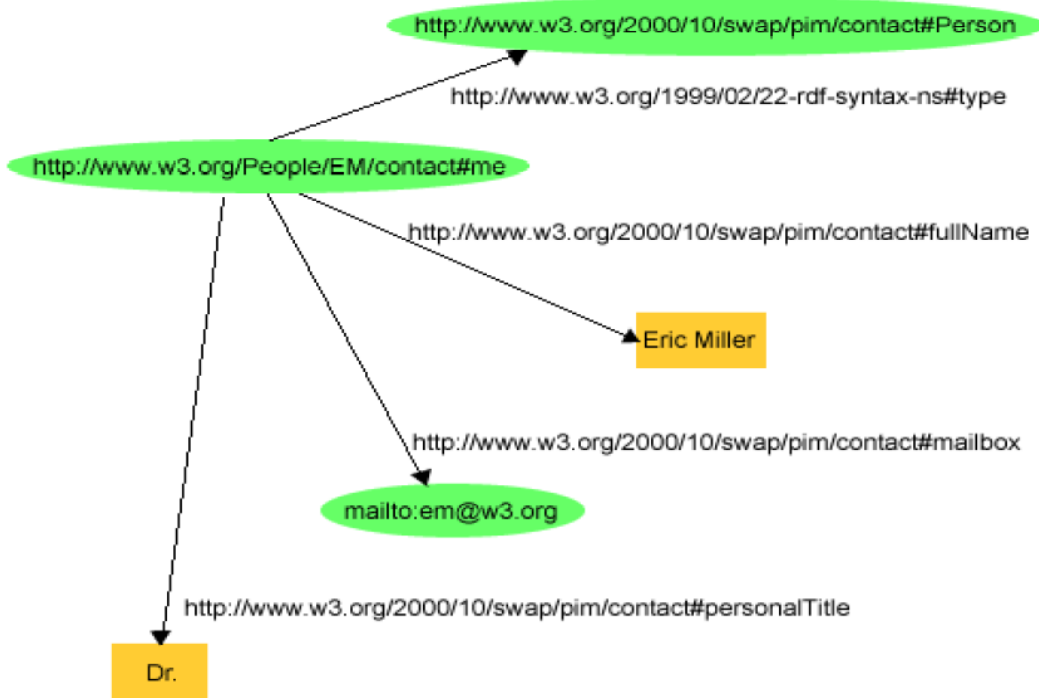 http://www.w3.org/2000/10/swap/pim/contact#Person
http://www.w3.org/1999/02/22-rdf-syntax-ns#type
http://www.w3.org/People/EM/contact#me
http://www.w3.org/2000/10/swap/pim/contact#fullName
Eric Miller
http://www.w3.org/2000/10/swap/pim/contact#mailbox
mailto:em@w3.org
http://www.w3.org/2000/10/swap/pim/contact#personalTitle
Dr.